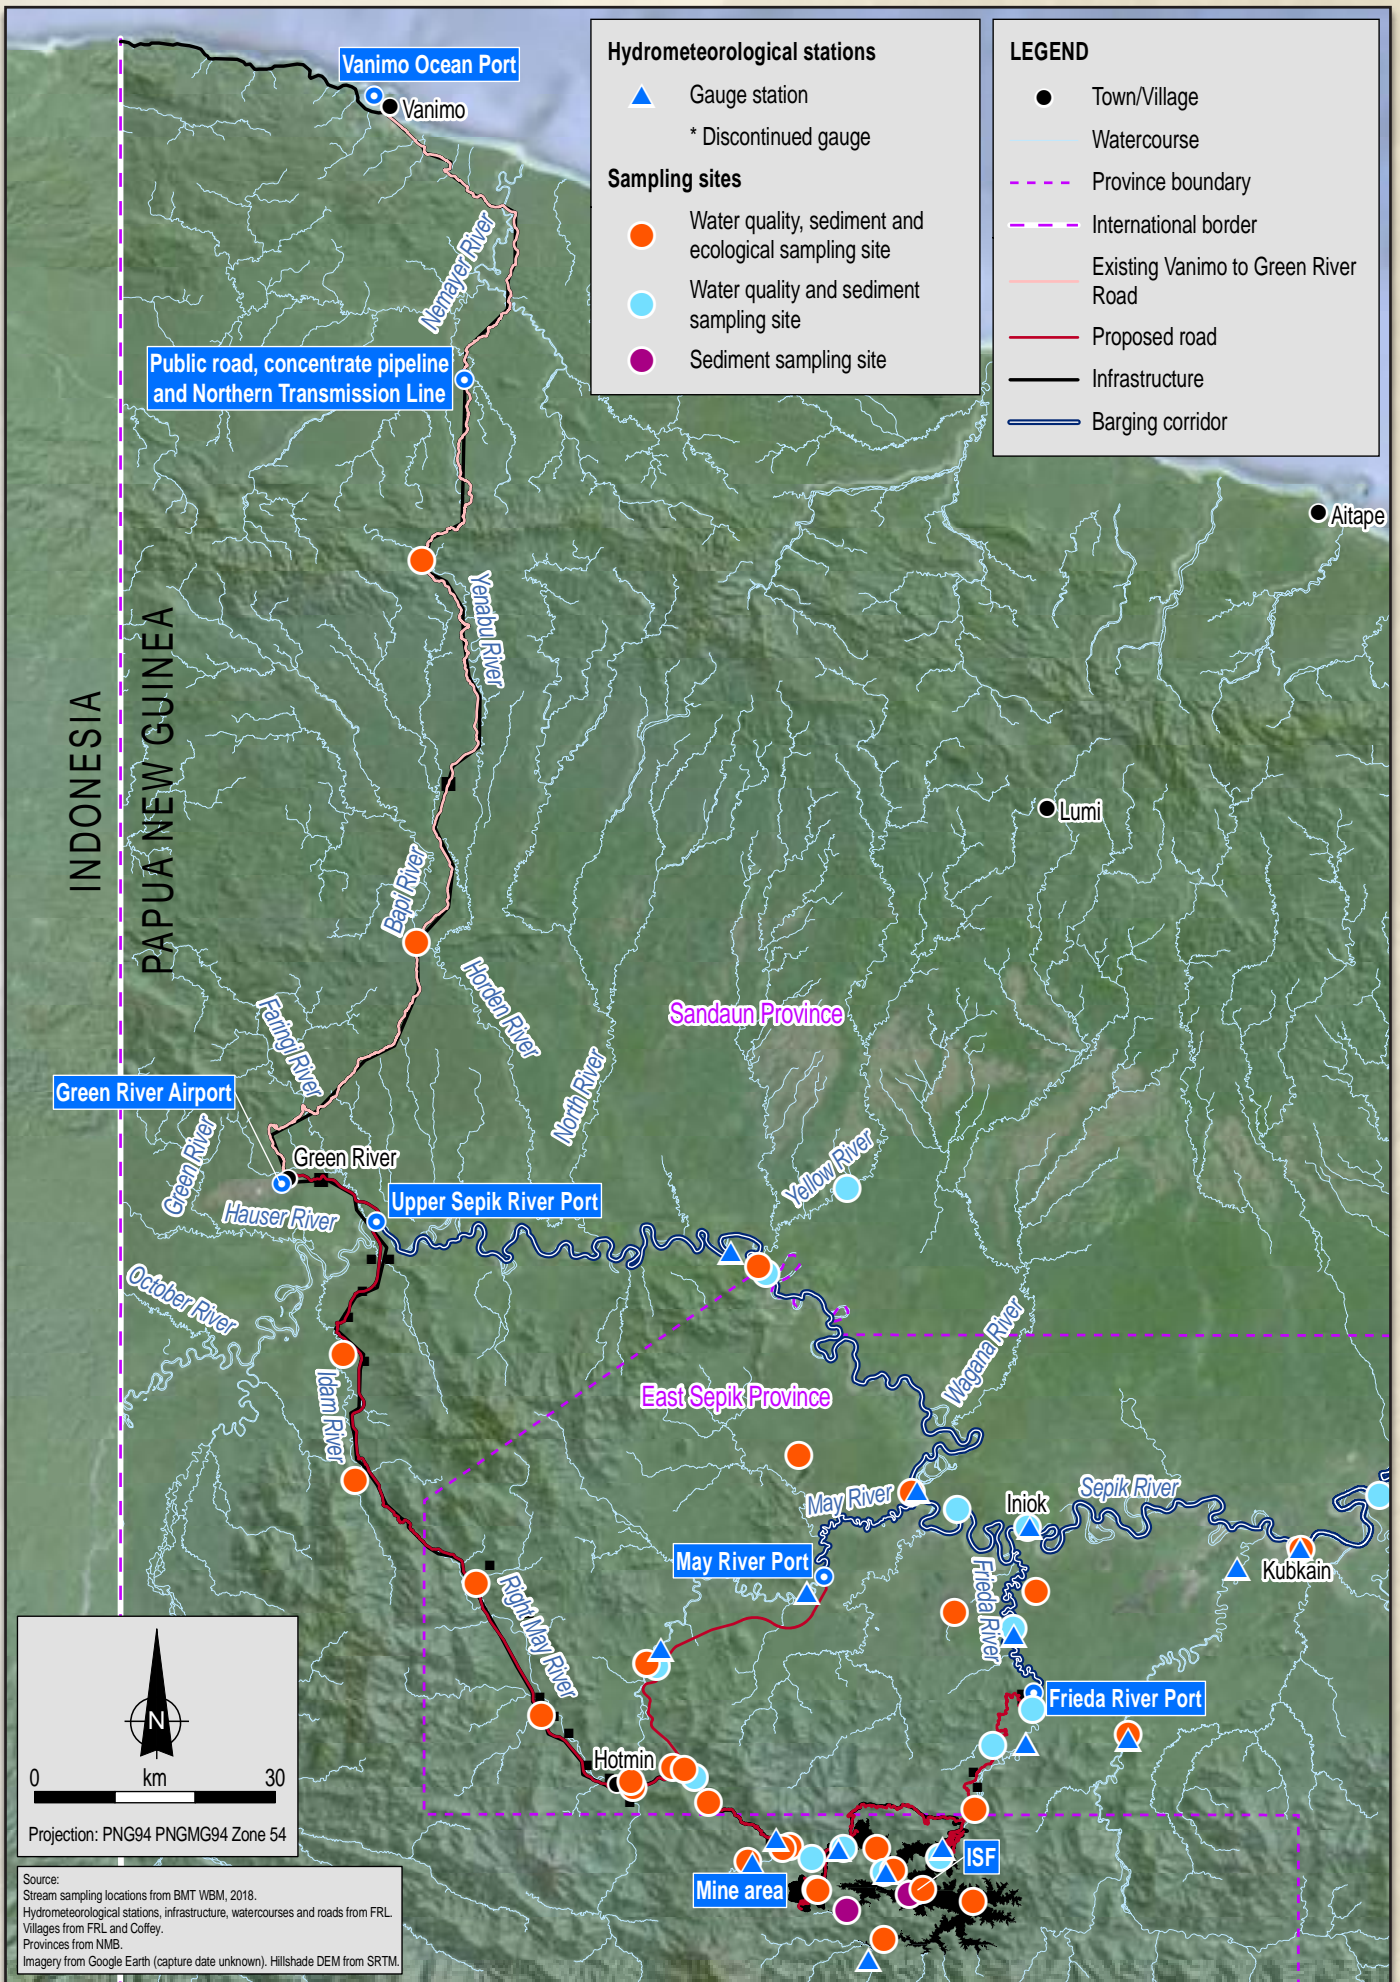 Vanimo Ocean Port
Vanimo
Hydrometeorological stations
Gauge station
* Discontinued gauge
Sampling sites
Water quality, sediment and
ecological sampling site
Water quality and sediment
sampling site
Sediment sampling site
LEGEND
Town/Village
Watercourse
Province boundary
International border
Existing Vanimo to Green River
Road
Proposed road
Infrastructure
Barging corridor
Nemayer River
Public road, concentrate pipeline
and Northern Transmission Line
Aitape
Yenabu River
INDONESIA
PAPUA NEW GUINEA
Lumi
Bapi River
Horden River
Sandaun Province
Faringi River
North River
Green River Airport
Green River
Green River
Yellow River
Hauser River
Upper Sepik River Port
October River
Wagana River
Idam River
East Sepik Province
May River
Iniok
Sepik River
May River Port
Kubkain
Frieda River
Right May River
Frieda River Port
Hotmin
ISF
Mine area
N
0
km
30
Projection: PNG94 PNGMG94 Zone 54
Source:
Stream sampling locations from BMT WBM, 2018.
Hydrometeorological stations, infrastructure, watercourses and roads from FRL.
Villages from FRL and Coffey.
Provinces from NMB.
Imagery from Google Earth (capture date unknown). Hillshade DEM from SRTM.